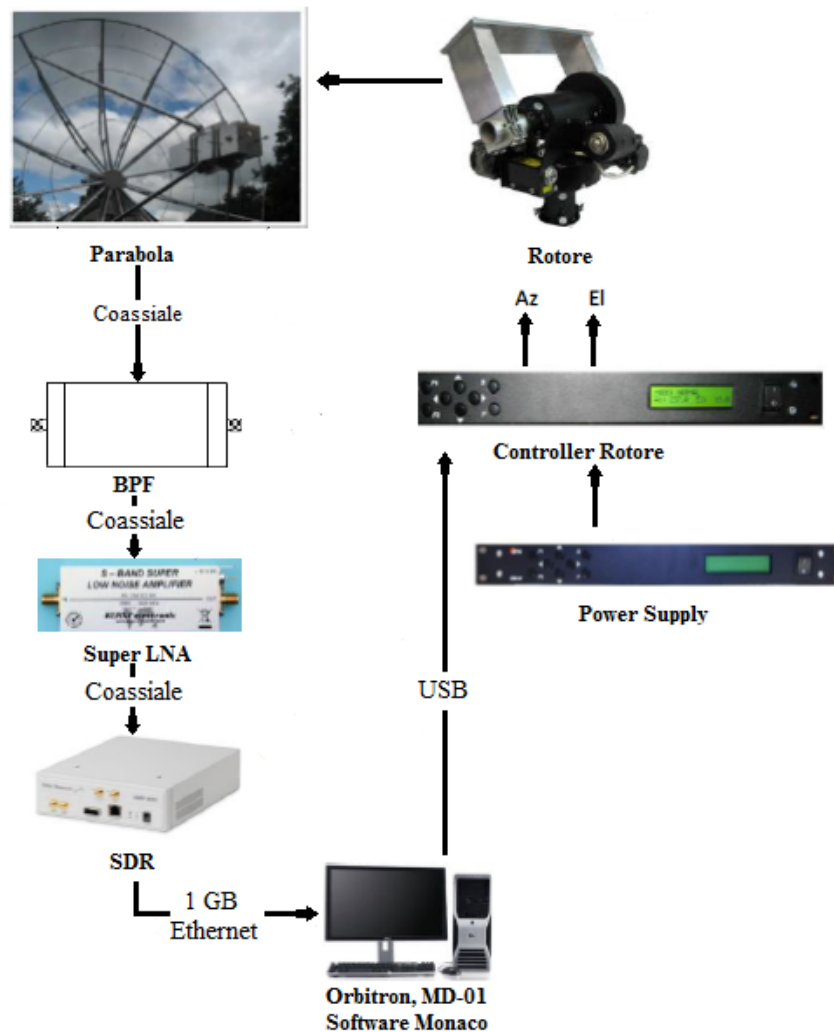 Parabola
Rotore
Coassiale
Az El
Controller Rotore
BPF
Coassiale
S - BAND SUPER
LOW NOISE AMPLIFIER
Power Supply
Super LNA
Coassiale
USB
SDR
1 GB
Ethernet
Orbitron, MD-01
Software Monaco